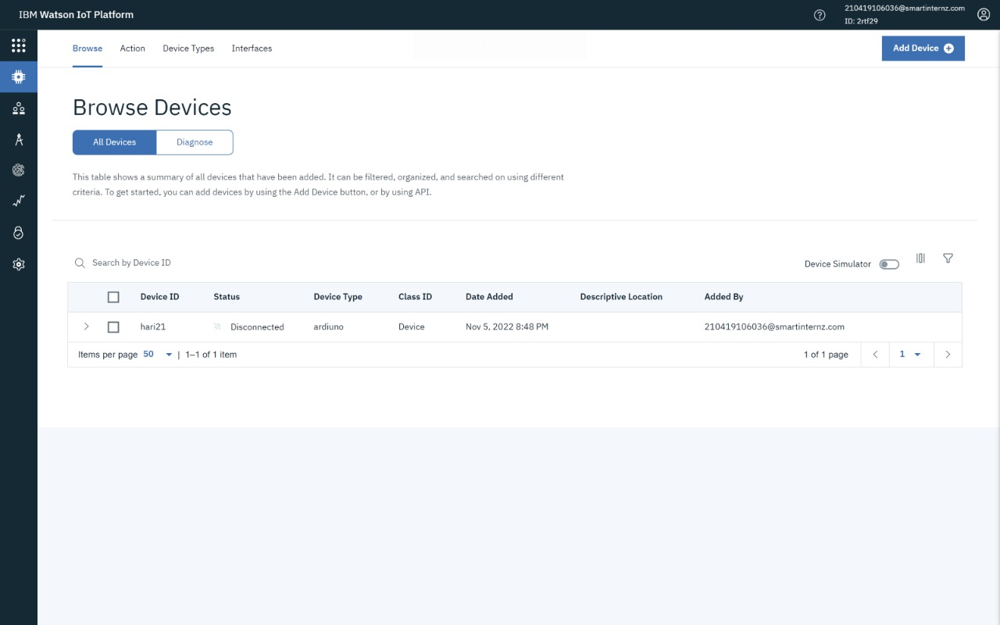 IBM Watson IoT Platform
210419106036@smartinternz.com
ID: 2rtf29
Browse Action Device Types Interfaces
Add Device
Browse Devices
All Devices Diagnose
This table shows a summary of all devices that have been added. It can be filtered, organized, and searched on using different
criteria. To get started, you can add devices by using the Add Device button, or by using API.
Search by Device ID
Device Simulator
Device ID Status Device Type Class ID Date Added Descriptive Location Added By
hari21 Disconnected ardiuno Device Nov 5, 2022 8:48 PM 210419106036@smartinternz.com
Items per page 50 | 1–1 of 1 item 1 of 1 page 1